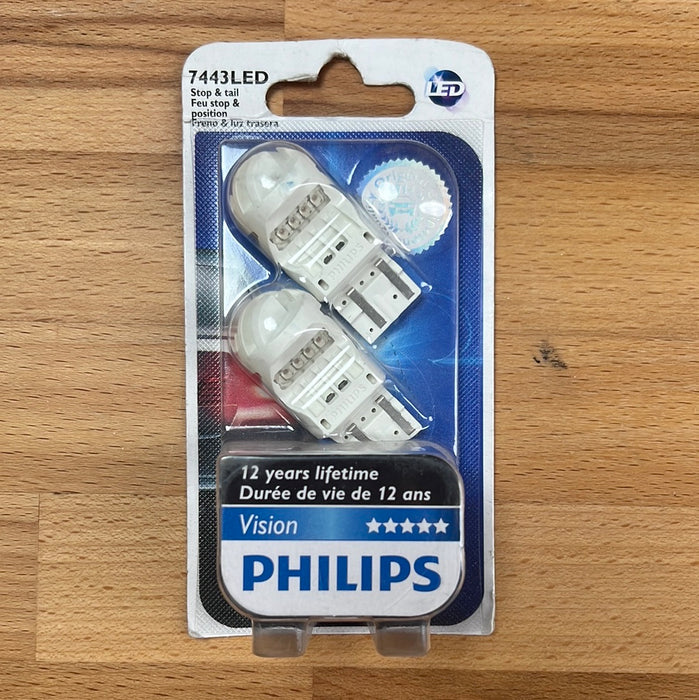 7443LED
Stop & tail
Feu stop &
position
Freno & luz trasera
LED
PHILIPS
PHILIPS
12 years lifetime
Durée de vie de 12 ans
Vision
PHILIPS